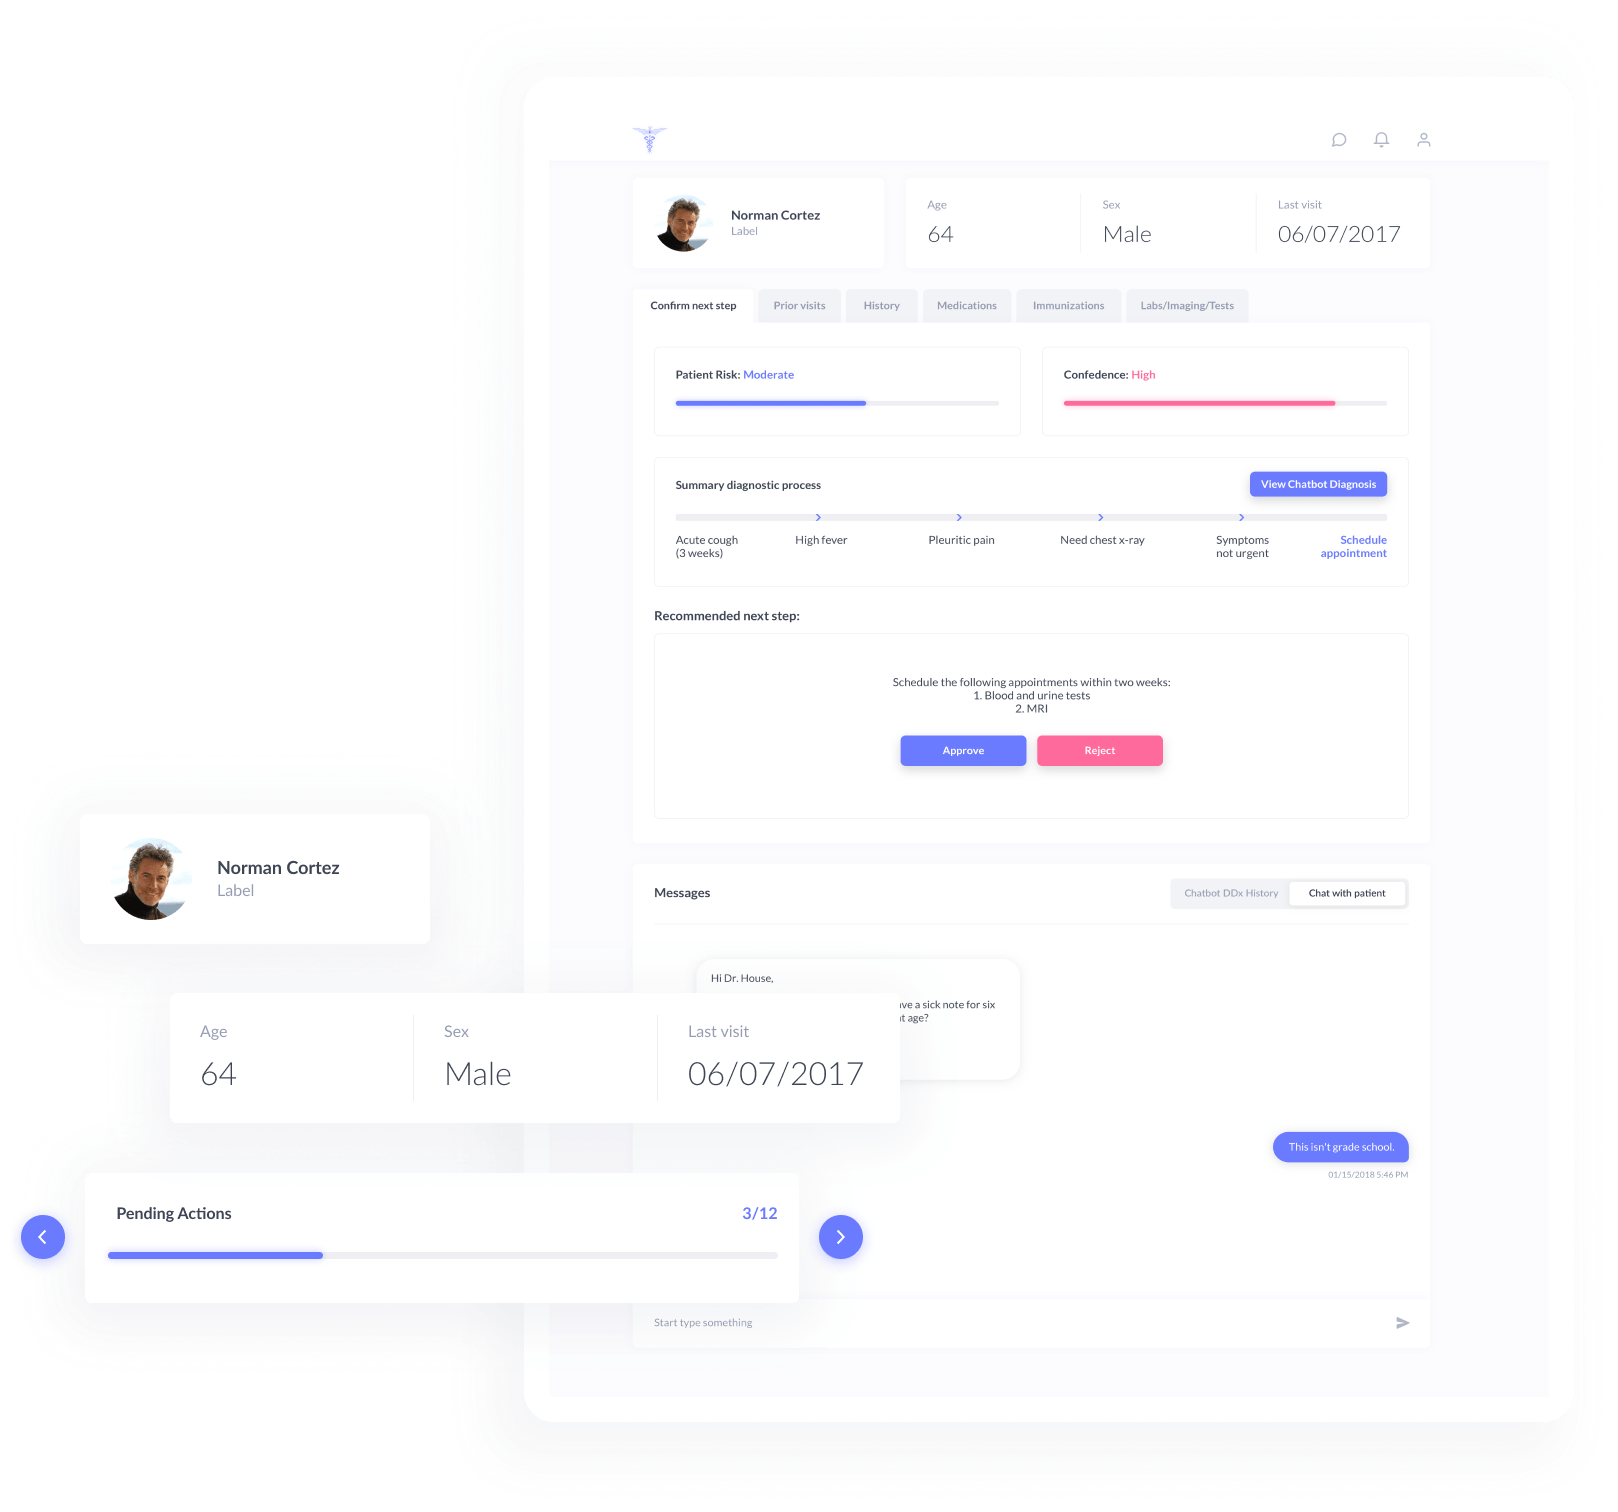 Norman Cortez
Label
Age
64
Sex
Male
Last visit
06/07/2017
Confirm next step
Prior visits
History
Medications
Immunizations
Labs/Imaging/Tests
Patient Risk: Moderate
Confedence: High
Summary diagnostic process
View Chatbot Diagnosis
Acute cough
(3 weeks)
High fever
Pleuritic pain
Need chest x-ray
Symptoms
not urgent
Schedule
appointment
Recommended next step:
Schedule the following appointments within two weeks:
1. Blood and urine tests
2. MRI
Approve
Reject
Messages
Chatbot DDx History
Chat with patient
Hi Dr. House,
a sick note for six
age?
This isn't grade school.
01/15/2018 5:46 PM
Start type something
Norman Cortez
Label
Age
64
Sex
Male
Last visit
06/07/2017
Pending Actions
3/12